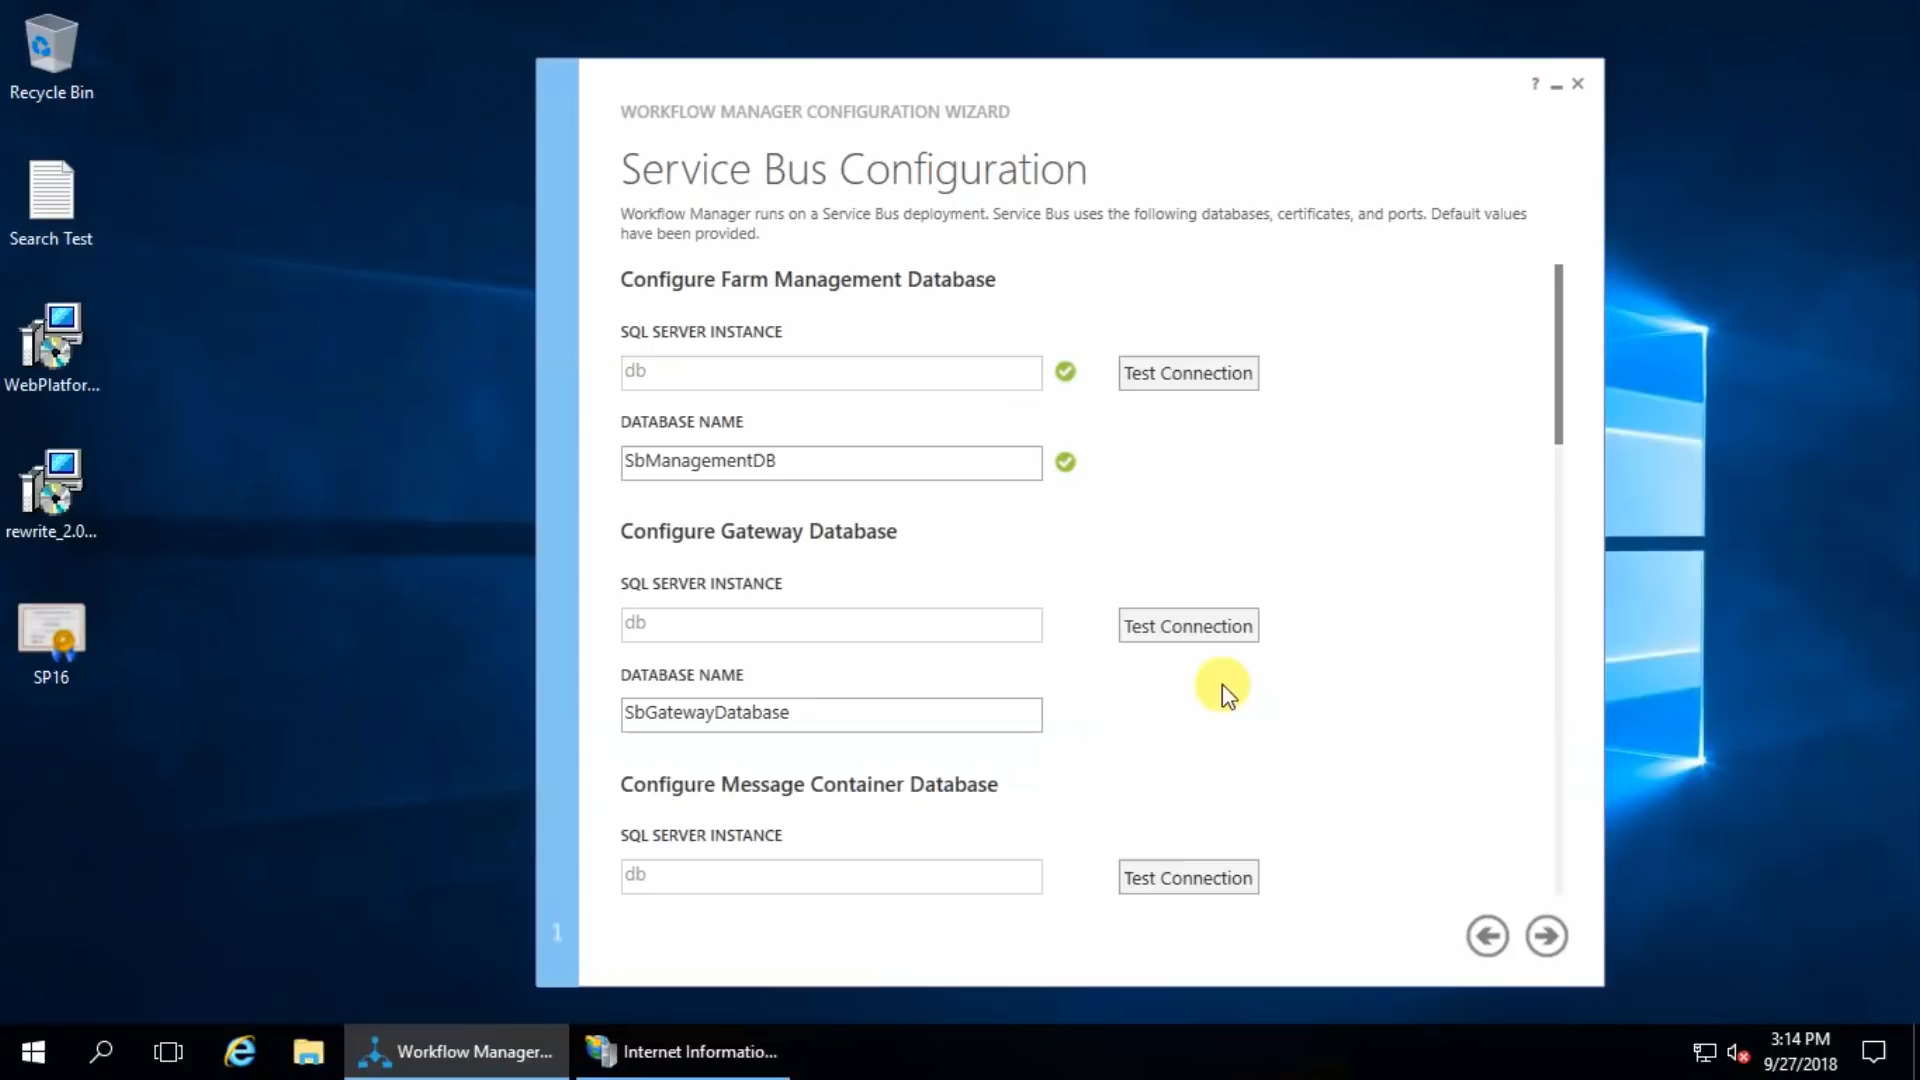 Recycle Bin
Search Test
WebPlatfor...
rewrite_2.0...
SP16
? 
WORKFLOW MANAGER CONFIGURATION WIZARD
Service Bus Configuration
Workflow Manager runs on a Service Bus deployment. Service Bus uses the following databases, certificates, and ports. Default values
have been provided.
Configure Farm Management Database
SQL SERVER INSTANCE
db
Test Connection
DATABASE NAME
SbManagementDB
Configure Gateway Database
SQL SERVER INSTANCE
db
Test Connection
DATABASE NAME
SbGatewayDatabase
Configure Message Container Database
SQL SERVER INSTANCE
db
Test Connection
1
Workflow Manager...
Internet Informatio...
3:14 PM
9/27/2018